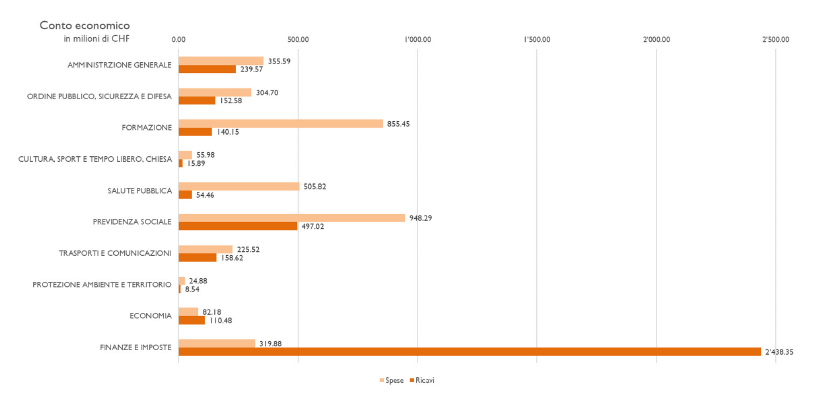 Conto economico
in milioni di CHF
0.00 500.00 1'000.00 1'500.00 2'000.00 2'500.00
AMMINISTRZIONE GENERALE 355.59
239.57
ORDINE PUBBLICO, SICUREZZA E DIFESA 304.70
152.58
FORMAZIONE 855.45
140.15
CULTURA, SPORT E TEMPO LIBERO, CHIESA 55.98
15.89
SALUTE PUBBLICA 505.82
54.46
PREVIDENZA SOCIALE 948.29
497.02
TRASPORTI E COMUNICAZIONI 225.52
158.62
PROTEZIONE AMBIENTE E TERRITORIO 24.88
8.54
ECONOMIA 82.18
110.48
FINANZE E IMPOSTE 319.88
2'438.35
Spese Ricavi